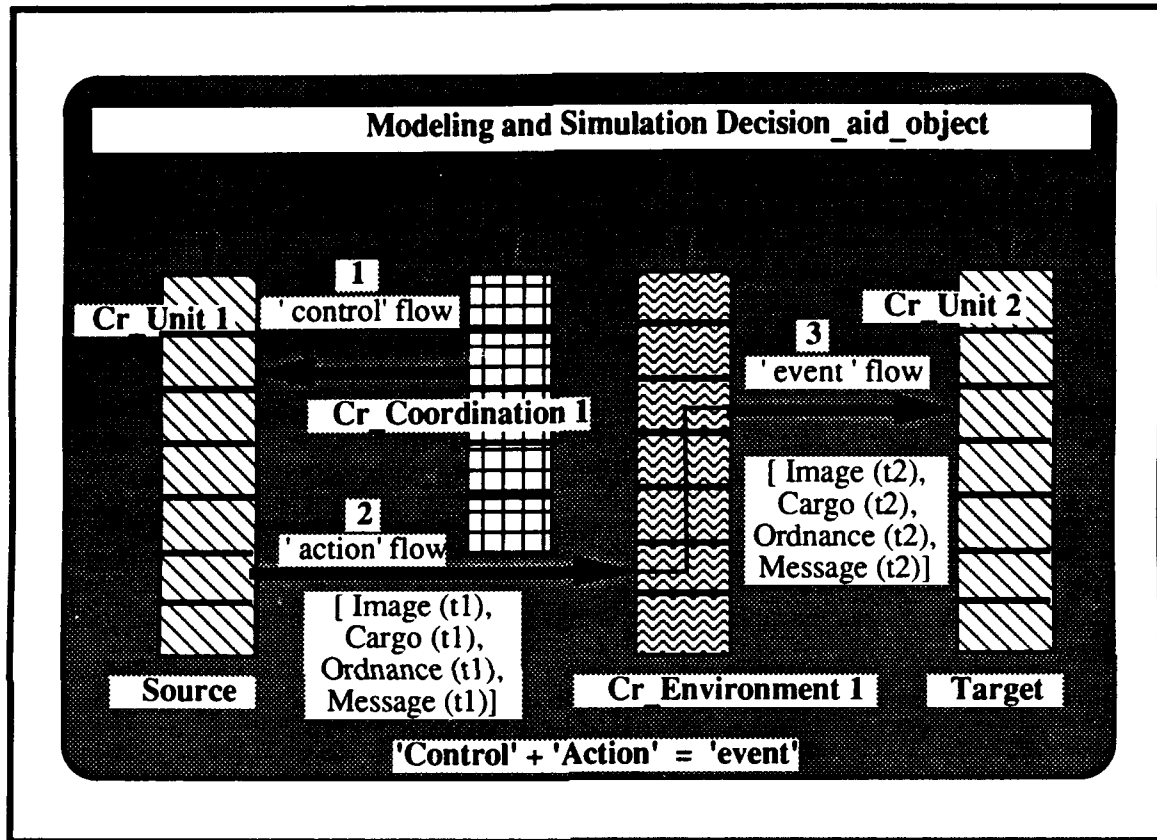 Modeling and Simulation Decision_aid_object
1
'control' flow
Cr_Unit 1
Cr_Unit 2
3
'event' flow
Cr_Coordination 1
2
'action' flow
[ Image (t2),
Cargo (t2),
Ordnance (t2),
Message (t2)]
[ Image (t1),
Cargo (t1),
Ordnance (t1),
Message (t1)]
Source
Cr_Environment 1
Target
'Control' + 'Action' = 'event'